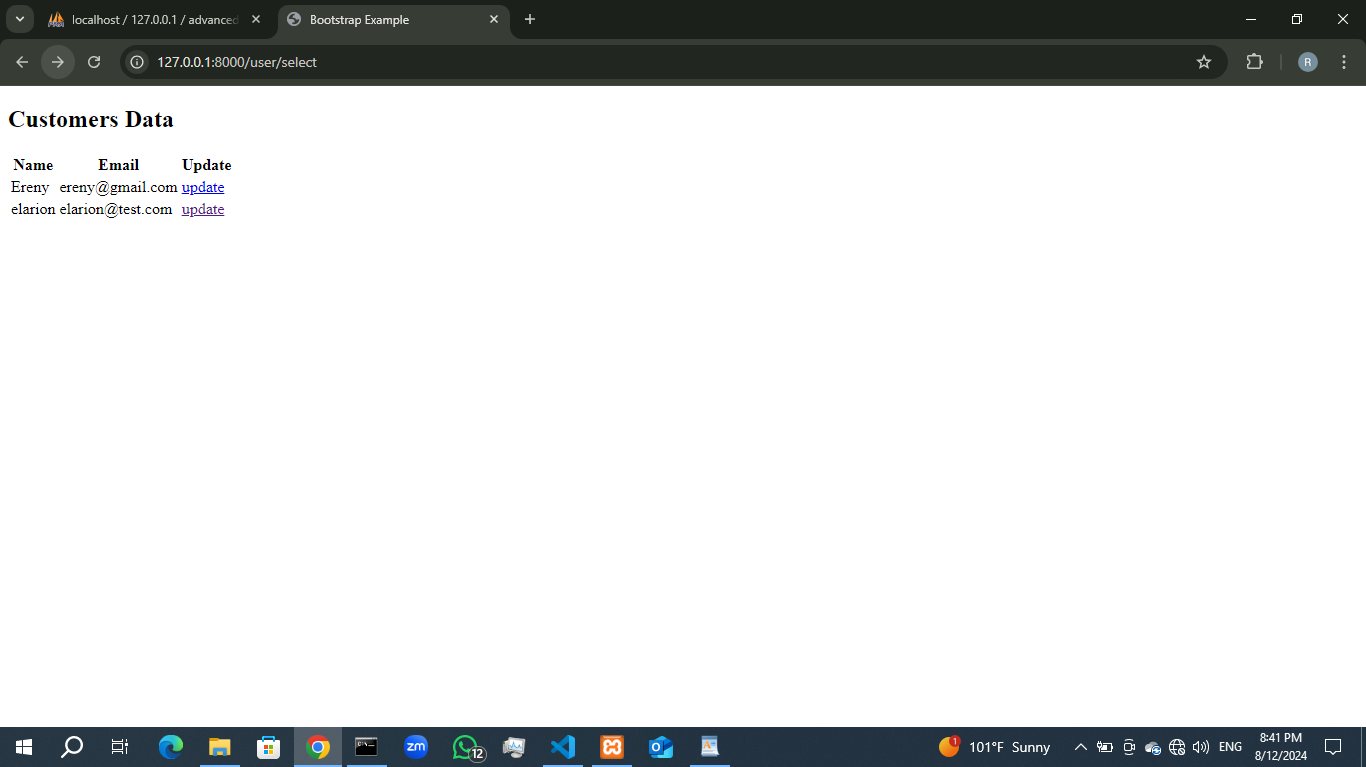 localhost / 127.0.0.1 / advanced
Bootstrap Example
127.0.0.1:8000/user/select
R
Customers Data
Name Email Update
Ereny ereny@gmail.com update
elarion elarion@test.com update
zm
12
1
101°F Sunny
ENG
8:41 PM
8/12/2024